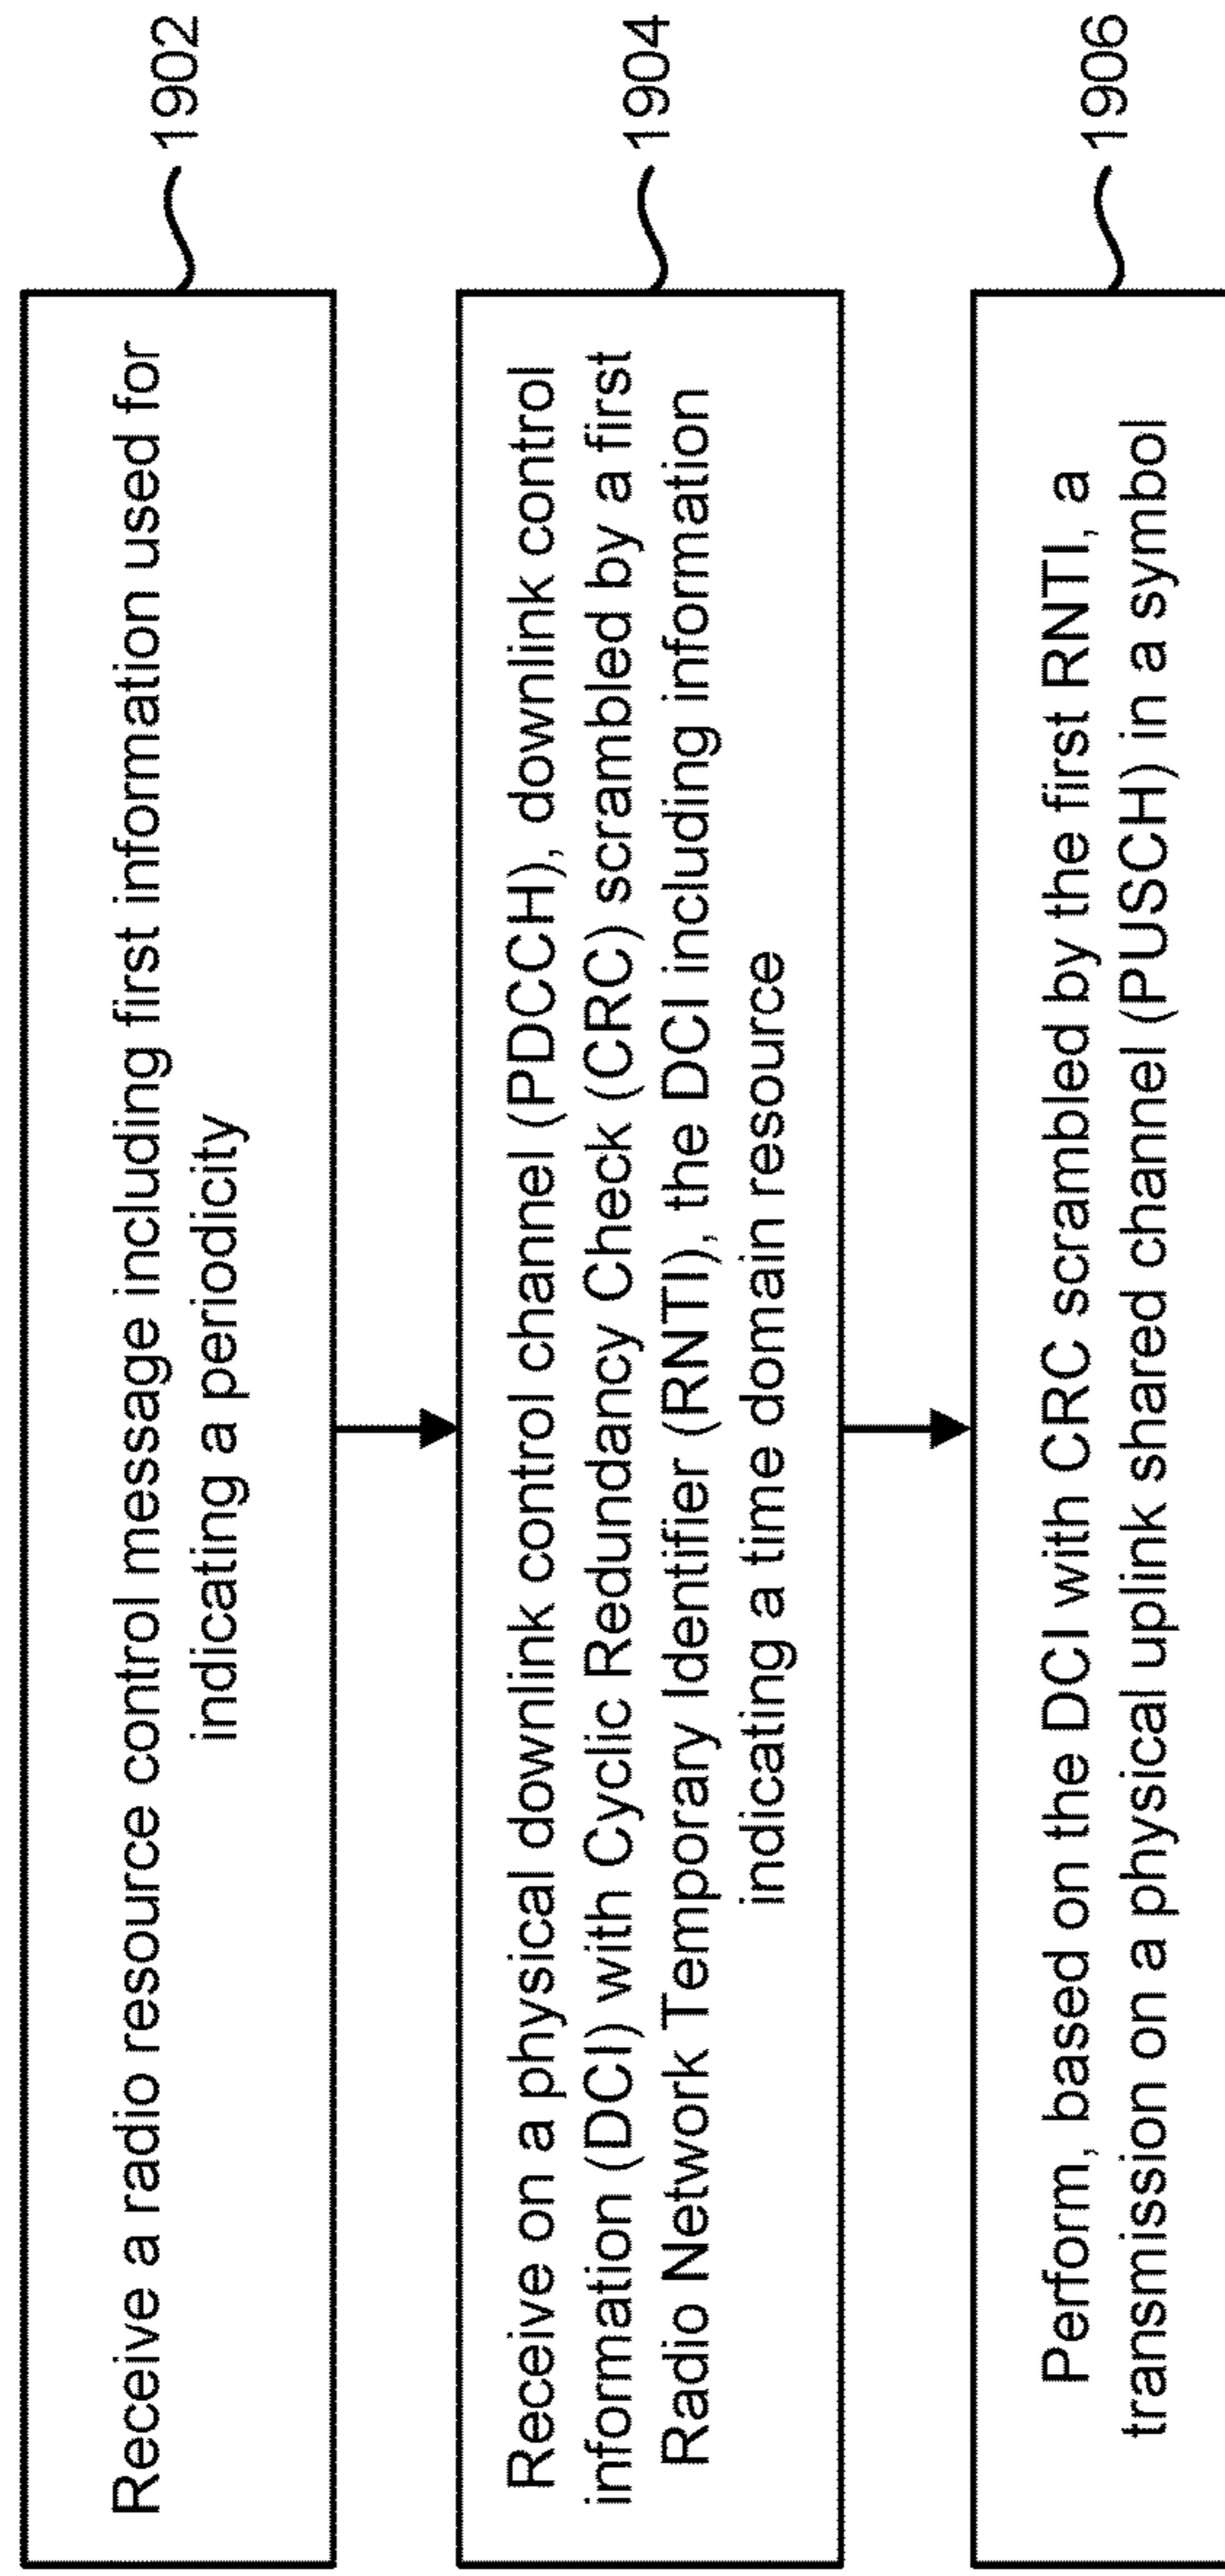 Receive a radio resource control message including first information used for
indicating a periodicity
1902
Receive on a physical downlink control channel (PDCCH), downlink control
information (DCI) with Cyclic Redundancy Check (CRC) scrambled by a first
Radio Network Temporary Identifier (RNTI), the DCI including information
indicating a time domain resource
1904
Perform, based on the DCI with CRC scrambled by the first RNTI, a
transmission on a physical uplink shared channel (PUSCH) in a symbol
1906